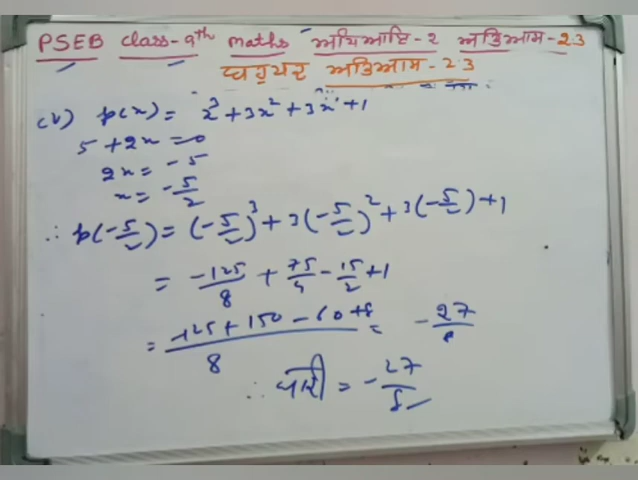 PSEB class-9th maths ਅਧਿਆਇ-2 ਅਭਿਆਸ-2.3
ਅਭਿਆਸ-2.3
(V) p(x) = x³ + 3x² + 3x + 1
5 + 2x = 0
2x = -5
x = -5/2
∴ p(-5/2) = (-5/2)³ + 3(-5/2)² + 3(-5/2) + 1
= -125/8 + 75/4 - 15/2 + 1
= -125 + 150 - 60 + 8 / 8 = -27/8
∴ ਬਾਕੀ = -27/8